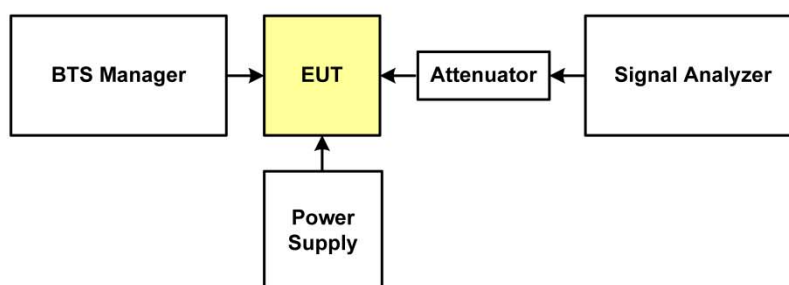 BTS Manager
EUT
Attenuator
Signal Analyzer
Power
Supply